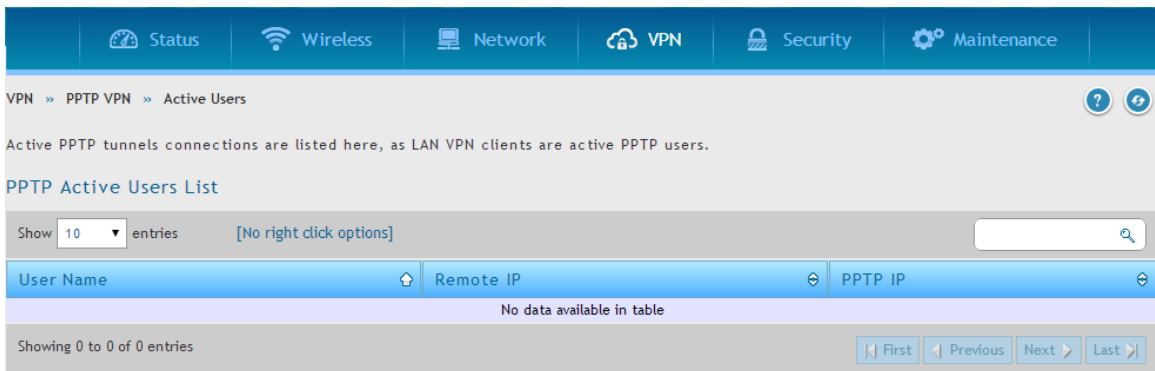 Status Wireless Network VPN Security Maintenance
VPN » PPTP VPN » Active Users ?
Active PPTP tunnels connections are listed here, as LAN VPN clients are active PPTP users.
PPTP Active Users List
Show 10 entries [No right click options]
User Name Remote IP PPTP IP
No data available in table
Showing 0 to 0 of 0 entries First Previous Next Last